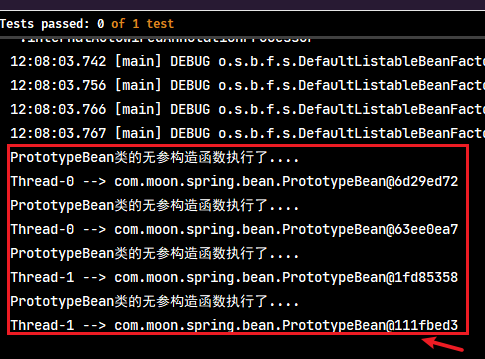 Tests passed: 0 of 1 test
12:08:03.742 [main] DEBUG o.s.b.f.s.DefaultListableBeanFacto
12:08:03.756 [main] DEBUG o.s.b.f.s.DefaultListableBeanFacto
12:08:03.766 [main] DEBUG o.s.b.f.s.DefaultListableBeanFacto
12:08:03.767 [main] DEBUG o.s.b.f.s.DefaultListableBeanFacto
PrototypeBean类的无参构造函数执行了....
Thread-0 --> com.moon.spring.bean.PrototypeBean@6d29ed72
PrototypeBean类的无参构造函数执行了....
Thread-0 --> com.moon.spring.bean.PrototypeBean@63ee0ea7
PrototypeBean类的无参构造函数执行了....
Thread-1 --> com.moon.spring.bean.PrototypeBean@1fd85358
PrototypeBean类的无参构造函数执行了....
Thread-1 --> com.moon.spring.bean.PrototypeBean@111fbed3